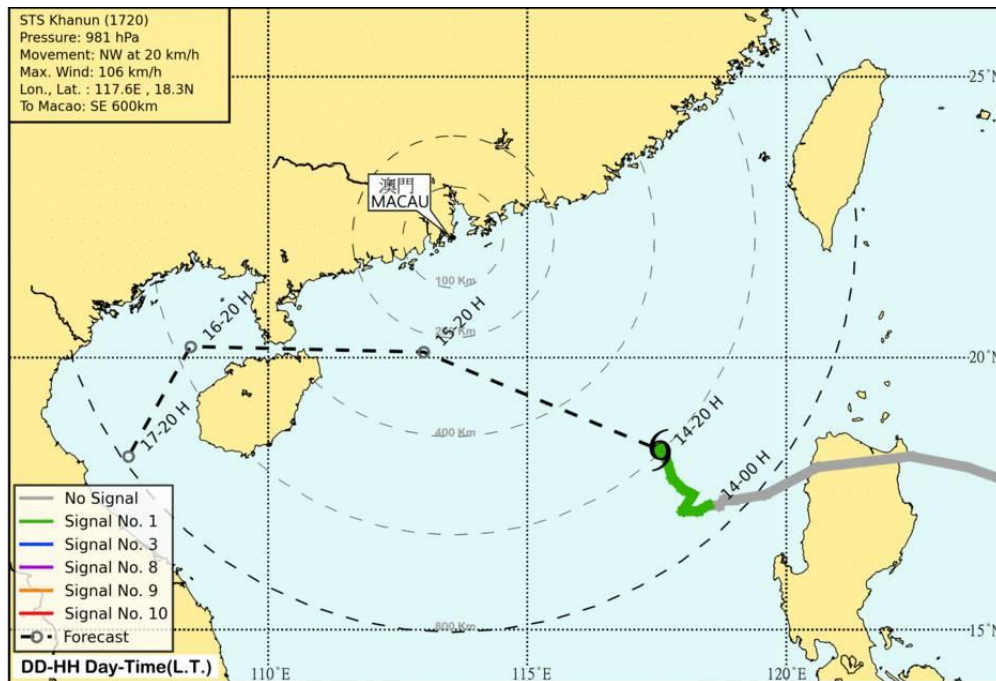 STS Khanun (1720)
Pressure: 981 hPa
Movement: NW at 20 km/h
Max. Wind: 106 km/h
Lon., Lat. : 117.6E , 18.3N
To Macao: SE 600km
25°N
澳門
MACAU
100 Km
200 Km
15-20 H
16-20 H
20°N
400 Km
14-20 H
17-20 H
14-00 H
No Signal
Signal No. 1
Signal No. 3
Signal No. 8
Signal No. 9
Signal No. 10
Forecast
800 Km
15°N
DD-HH Day-Time(L.T.)
110°E
115°E
120°E